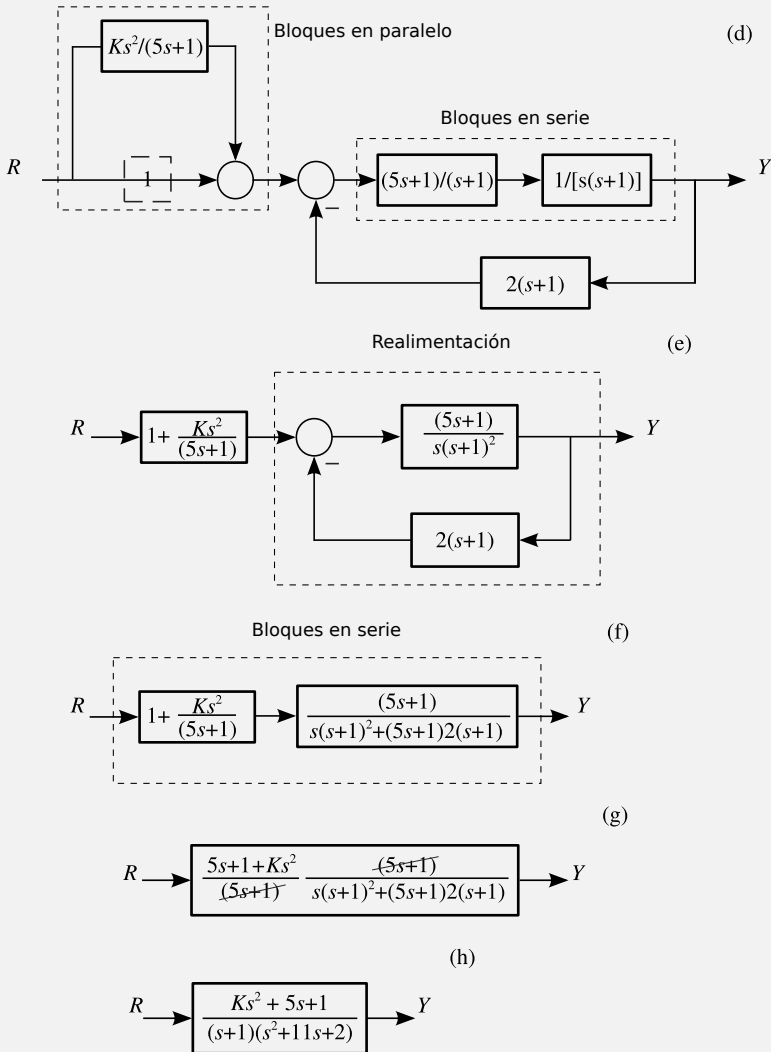 Bloques en paralelo
(d)
Ks²/(5s+1)
Bloques en serie
R
1
(5s+1)/(s+1)
1/[s(s+1)]
Y
−
2(s+1)
Realimentación
(e)
R
1+ Ks²/(5s+1)
(5s+1)/s(s+1)²
Y
−
2(s+1)
Bloques en serie
(f)
R
1+ Ks²/(5s+1)
(5s+1)/s(s+1)²+(5s+1)2(s+1)
Y
(g)
R
5s+1+Ks²/(5s+1) (5s+1)/s(s+1)²+(5s+1)2(s+1)
Y
(h)
R
Ks² + 5s+1/(s+1)(s²+11s+2)
Y